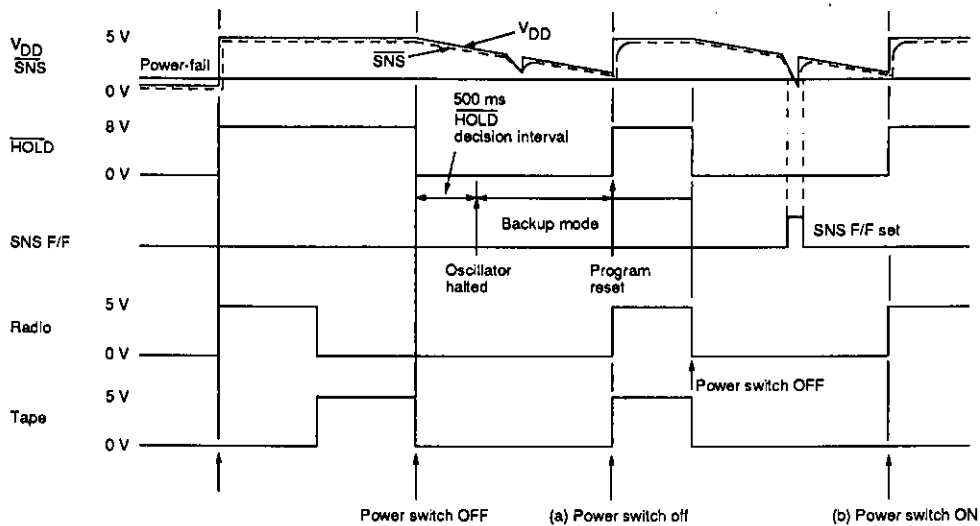 V_DD
SNS
5 V
Power-fail
0 V
V_DD
SNS
500 ms
HOLD
decision interval
HOLD
8 V
0 V
Backup mode
SNS F/F
SNS F/F set
Oscillator
halted
Program
reset
Radio
5 V
0 V
Power switch OFF
Tape
5 V
0 V
Power switch OFF
(a) Power switch off
(b) Power switch ON